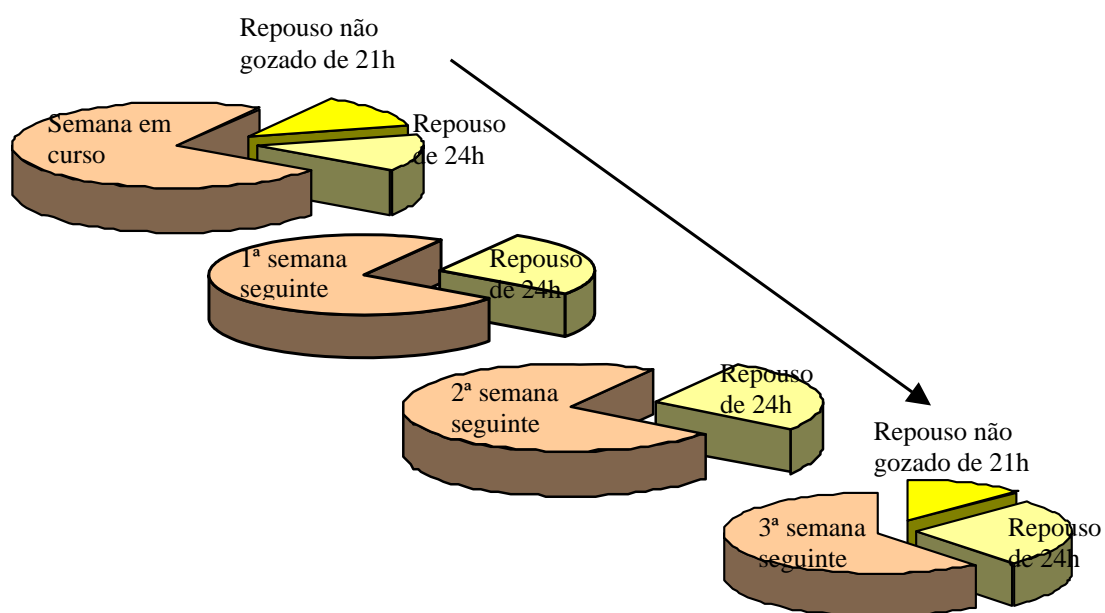 Repouso não
gozado de 21h
Semana em
curso
Repouso
de 24h
1ª semana
seguinte
Repouso
de 24h
2ª semana
seguinte
Repouso
de 24h
Repouso não
gozado de 21h
3ª semana
seguinte
Repouso
de 24h